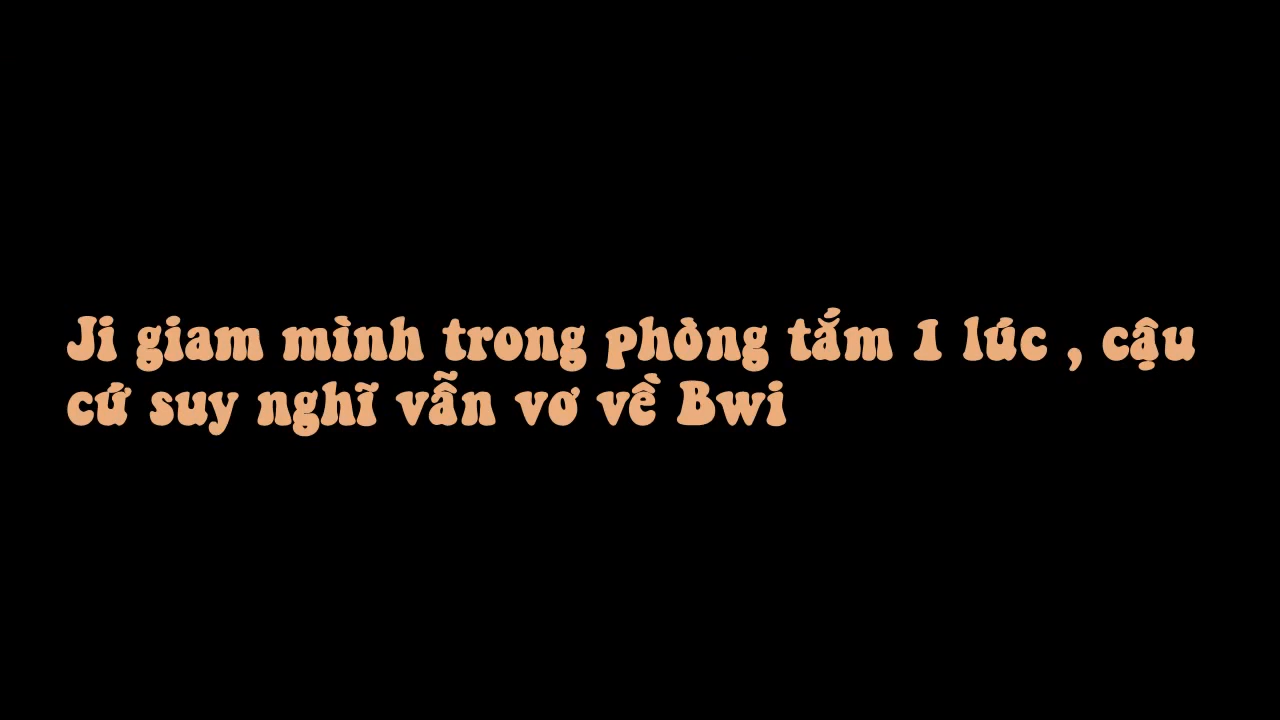 Ji giam mình trong phòng tắm 1 lúc , cậu
cứ suy nghĩ vẫn vơ về Bwi